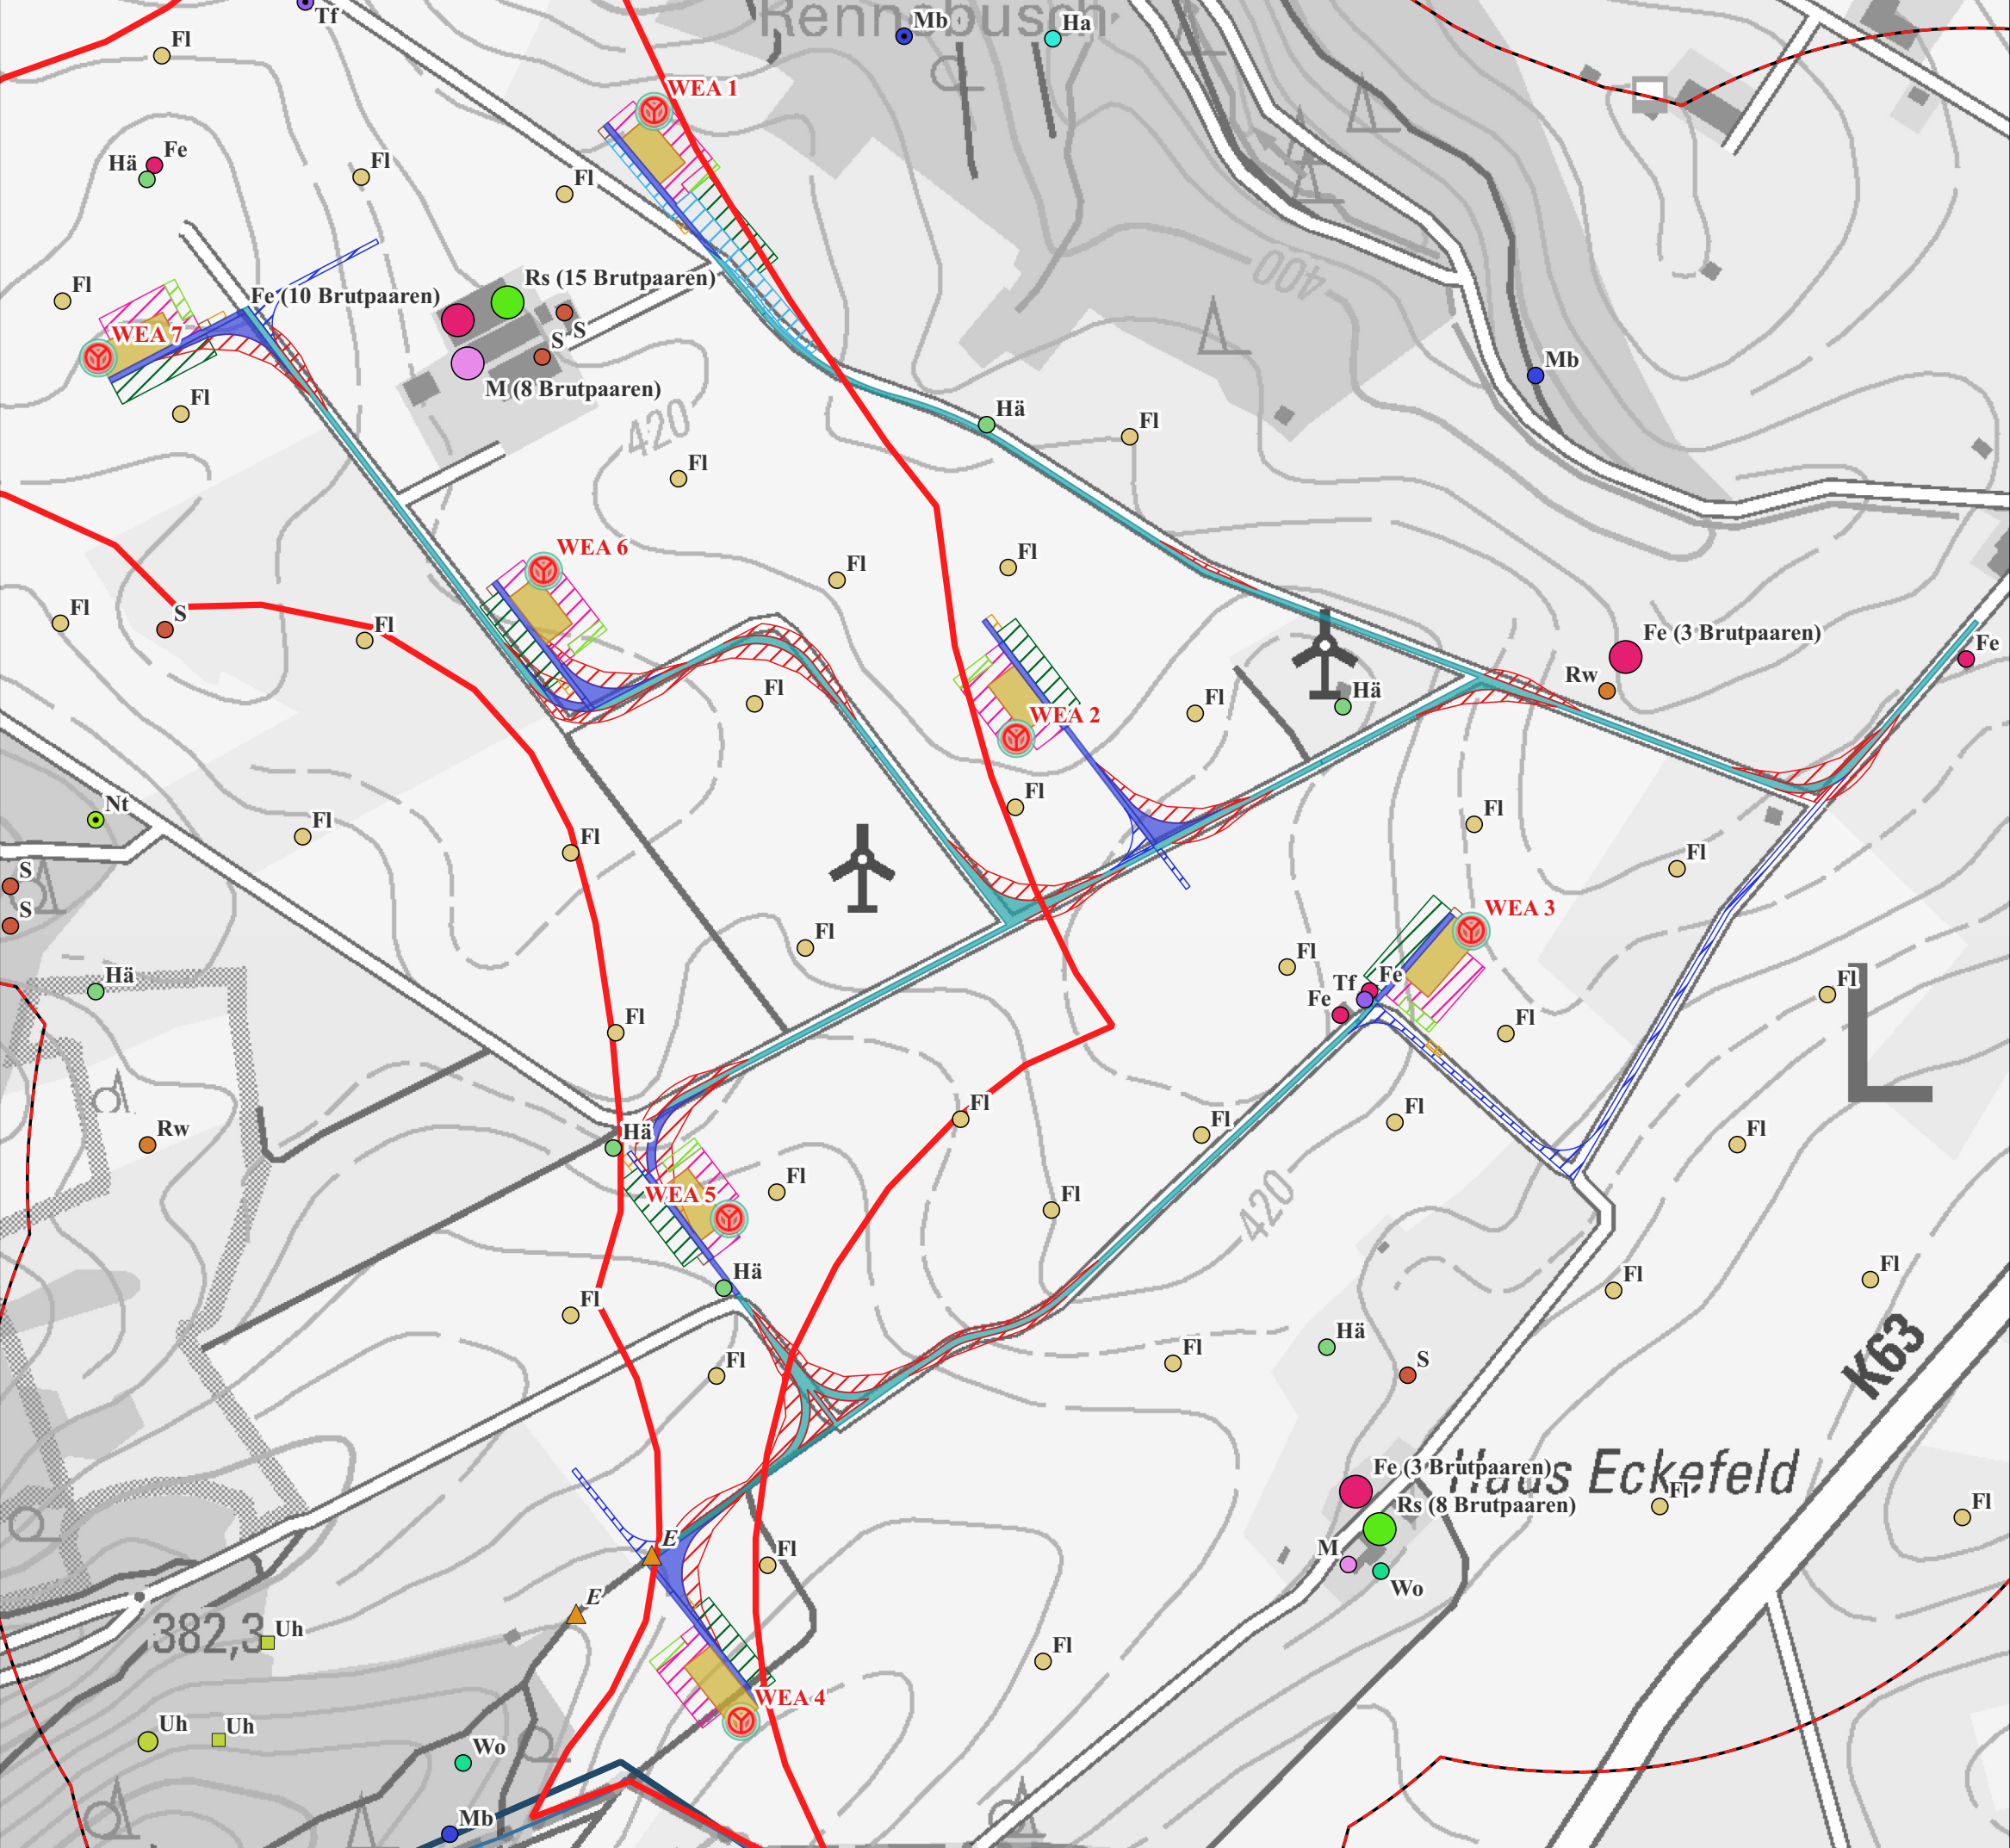 Tf
Rennebusch
Mb
Ha
Fl
WEA 1
Hä
Fe
Fl
Fl
Fl
Fe (10 Brutpaaren)
Rs (15 Brutpaaren)
400
WEA 7
S
S
Mb
M (8 Brutpaaren)
Fl
Hä
Fl
420
Fl
WEA 6
Fl
Fl
Fl
S
Fl
Fe (3 Brutpaaren)
Fe
Rw
Fl
Hä
Fl
WEA 2
Nt
Fl
Fl
Fl
Fl
Fl
S
S
WEA 3
Fl
Fl
Hä
Tf
Fe
Fe
Fl
L
Fl
Fl
Fl
Fl
Fl
Rw
Hä
Fl
WEA 5
Fl
Fl
420
Hä
Fl
Fl
Fl
Hä
K63
Fl
Fl
S
Haus Eckefeld
Fe (3 Brutpaaren)
Rs (8 Brutpaaren)
Fl
Fl
E
Fl
M
Wo
E
382,3
Uh
Fl
WEA 4
Uh
Uh
Wo
Mb